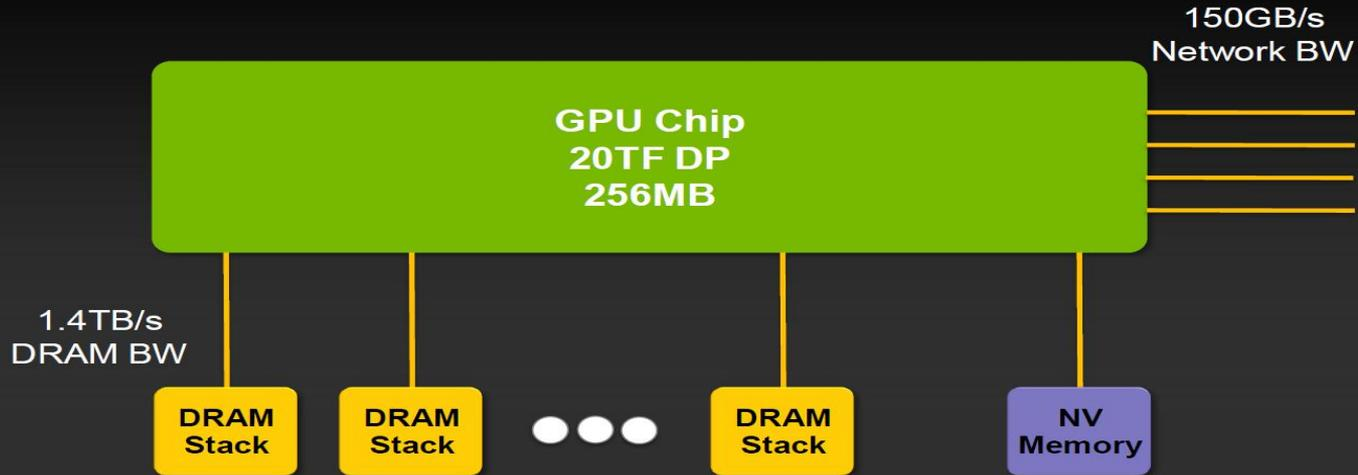 150GB/s
Network BW
GPU Chip
20TF DP
256MB
1.4TB/s
DRAM BW
DRAM
Stack
DRAM
Stack
DRAM
Stack
NV
Memory